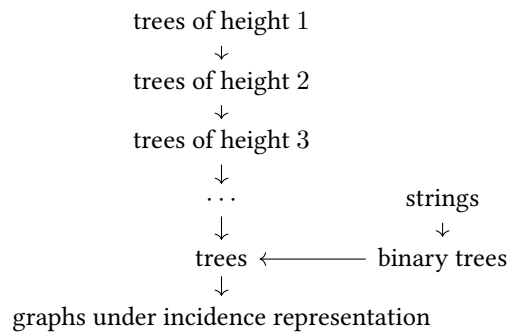 trees of height 1
trees of height 2
trees of height 3
⋯
strings
trees
binary trees
graphs under incidence representation